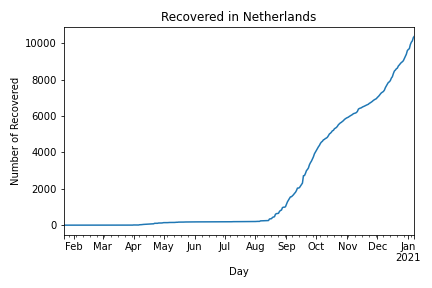 Recovered in Netherlands
Number of Recovered
10000
8000
6000
4000
2000
0
Feb Mar Apr May Jun Jul Aug Sep Oct Nov Dec Jan
2021
Day